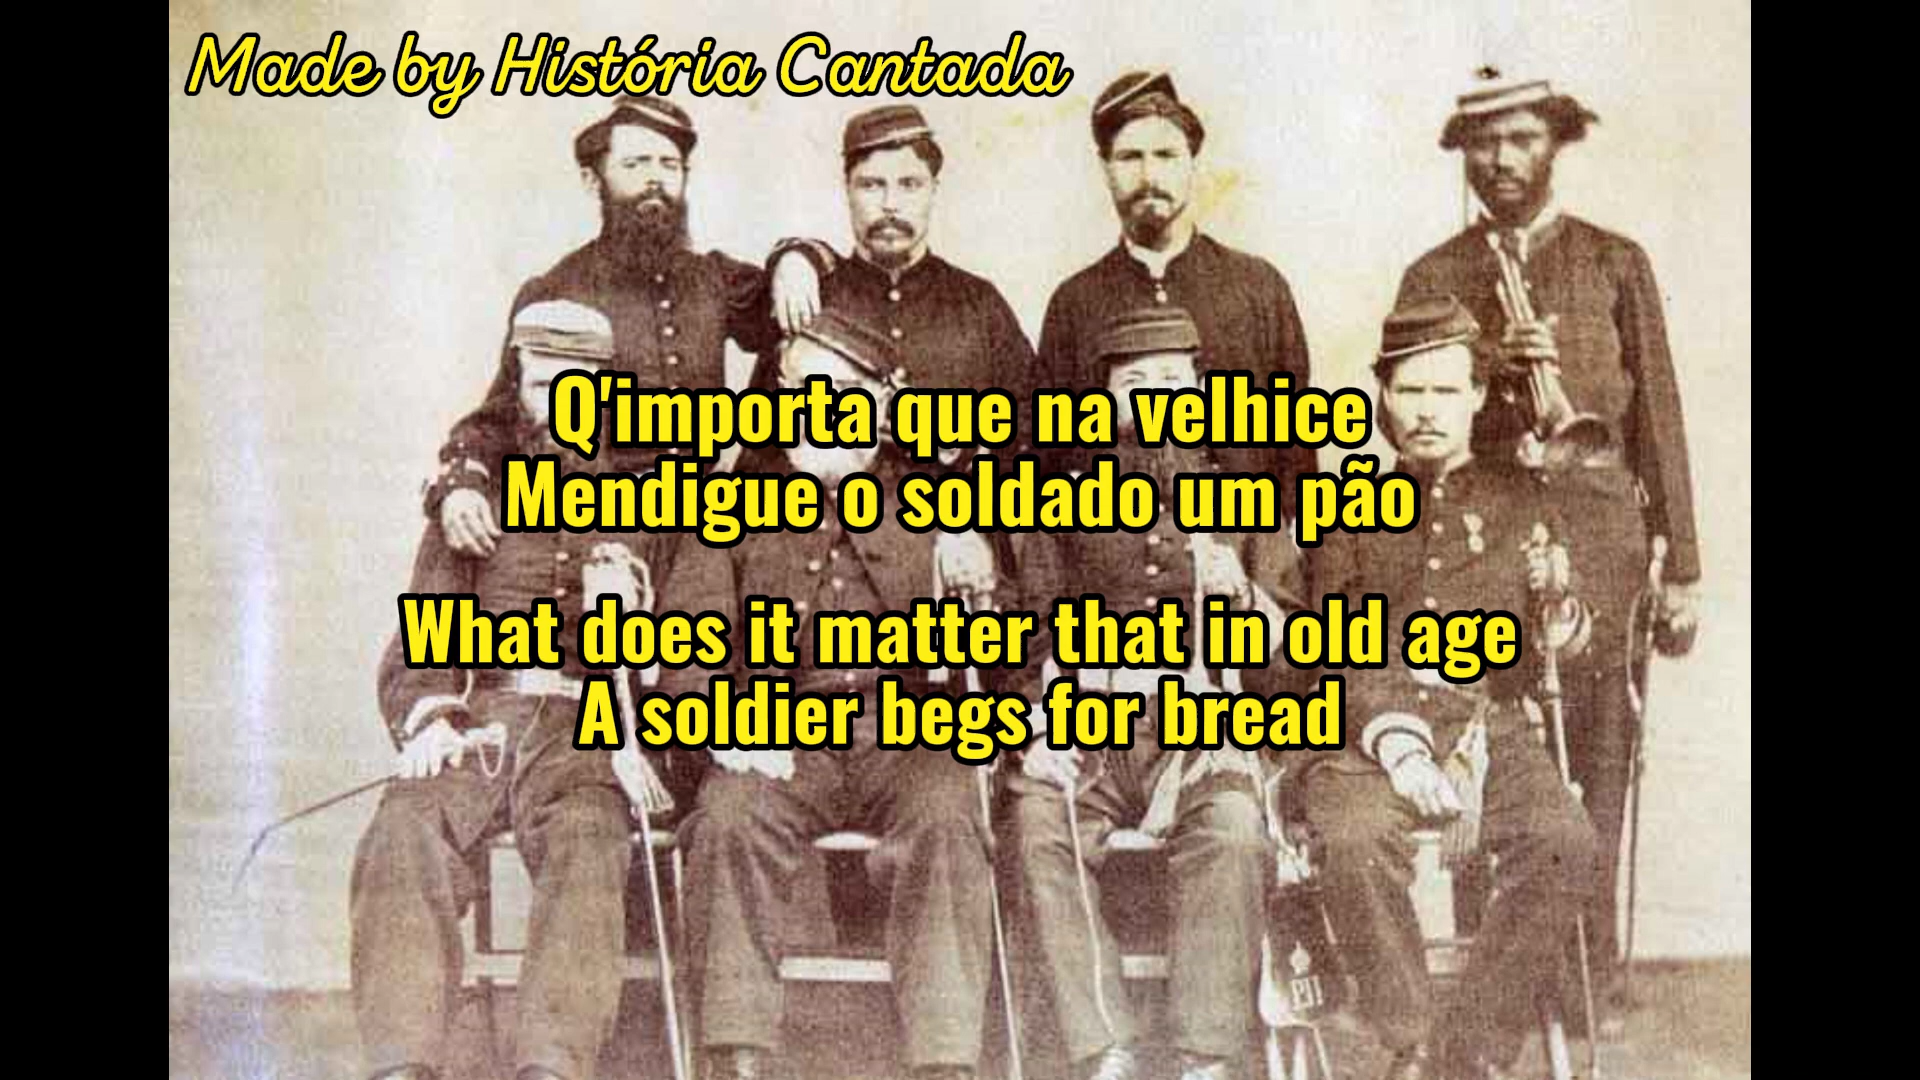 Made by História Cantada
Q'importa que na velhice
Mendigue o soldado um pão
What does it matter that in old age
A soldier begs for bread
PII